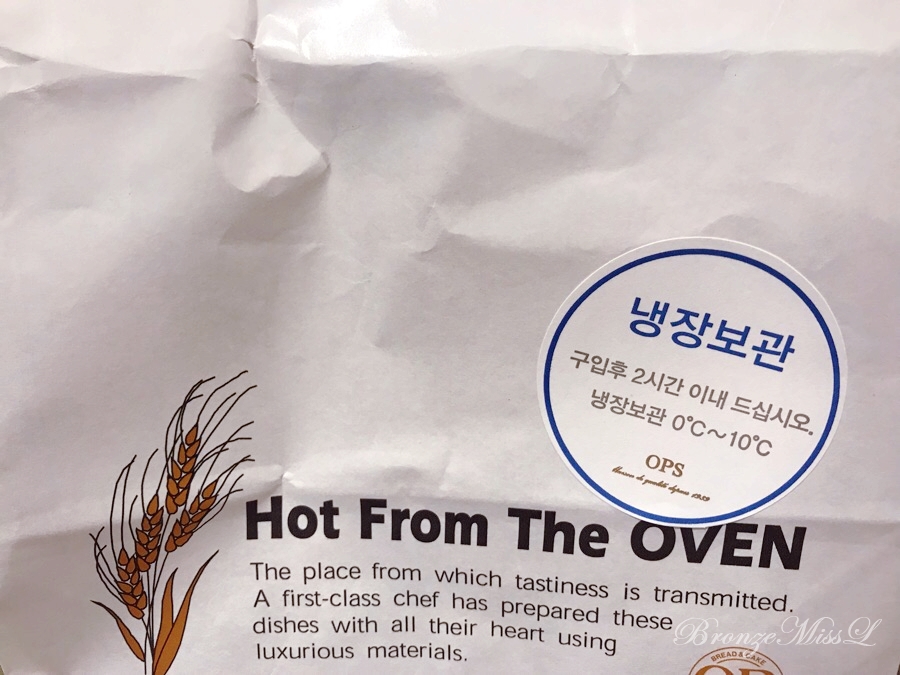 냉장보관
구입후 2시간 이내 드십시오.
냉장보관 0℃~10℃
OPS
Hot From The OVEN
The place from which tastiness is transmitted.
A first-class chef has prepared these
dishes with all their heart using
luxurious materials.
BronzeMissL
BREAD & CAKE